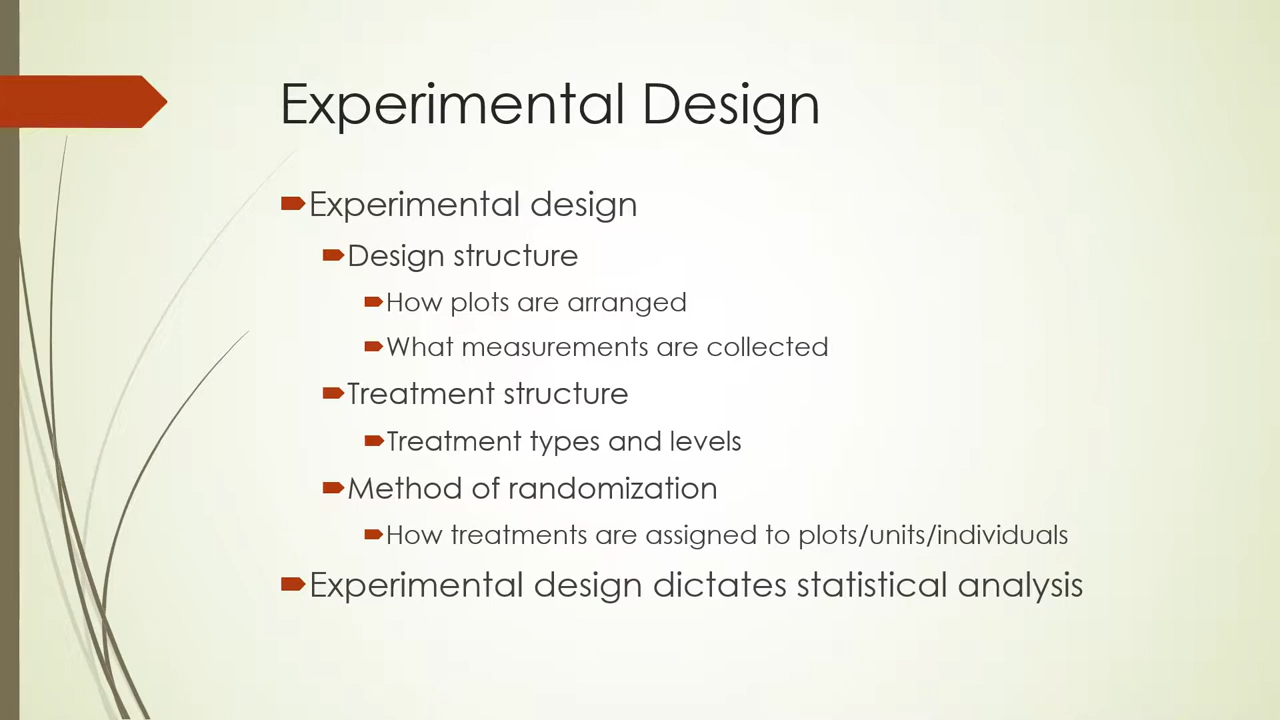 Experimental Design
Experimental design
Design structure
How plots are arranged
What measurements are collected
Treatment structure
Treatment types and levels
Method of randomization
How treatments are assigned to plots/units/individuals
Experimental design dictates statistical analysis